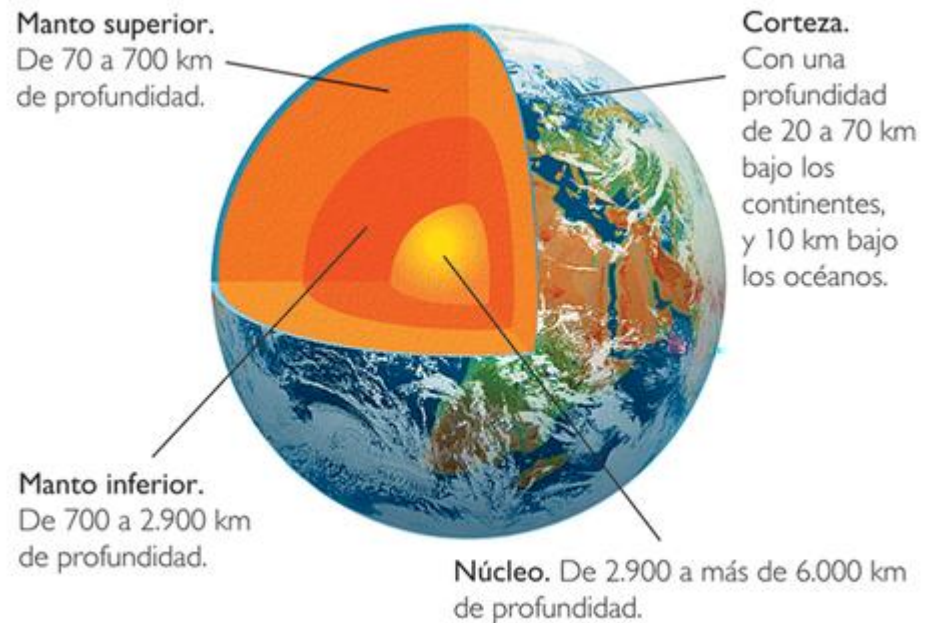 Manto superior.
De 70 a 700 km
de profundidad.
Corteza.
Con una
profundidad
de 20 a 70 km
bajo los
continentes,
y 10 km bajo
los océanos.
Manto inferior.
De 700 a 2.900 km
de profundidad.
Núcleo. De 2.900 a más de 6.000 km
de profundidad.